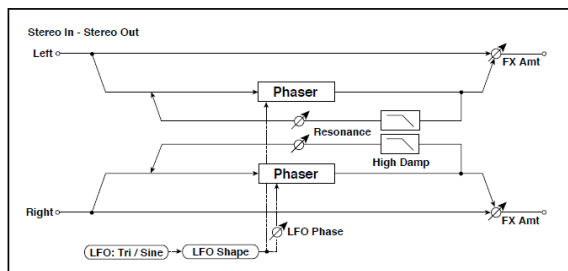 Stereo In - Stereo Out
Left
FX Amt
Phaser
Resonance
High Damp
Phaser
Right
FX Amt
LFO Phase
LFO: Tri / Sine
LFO Shape